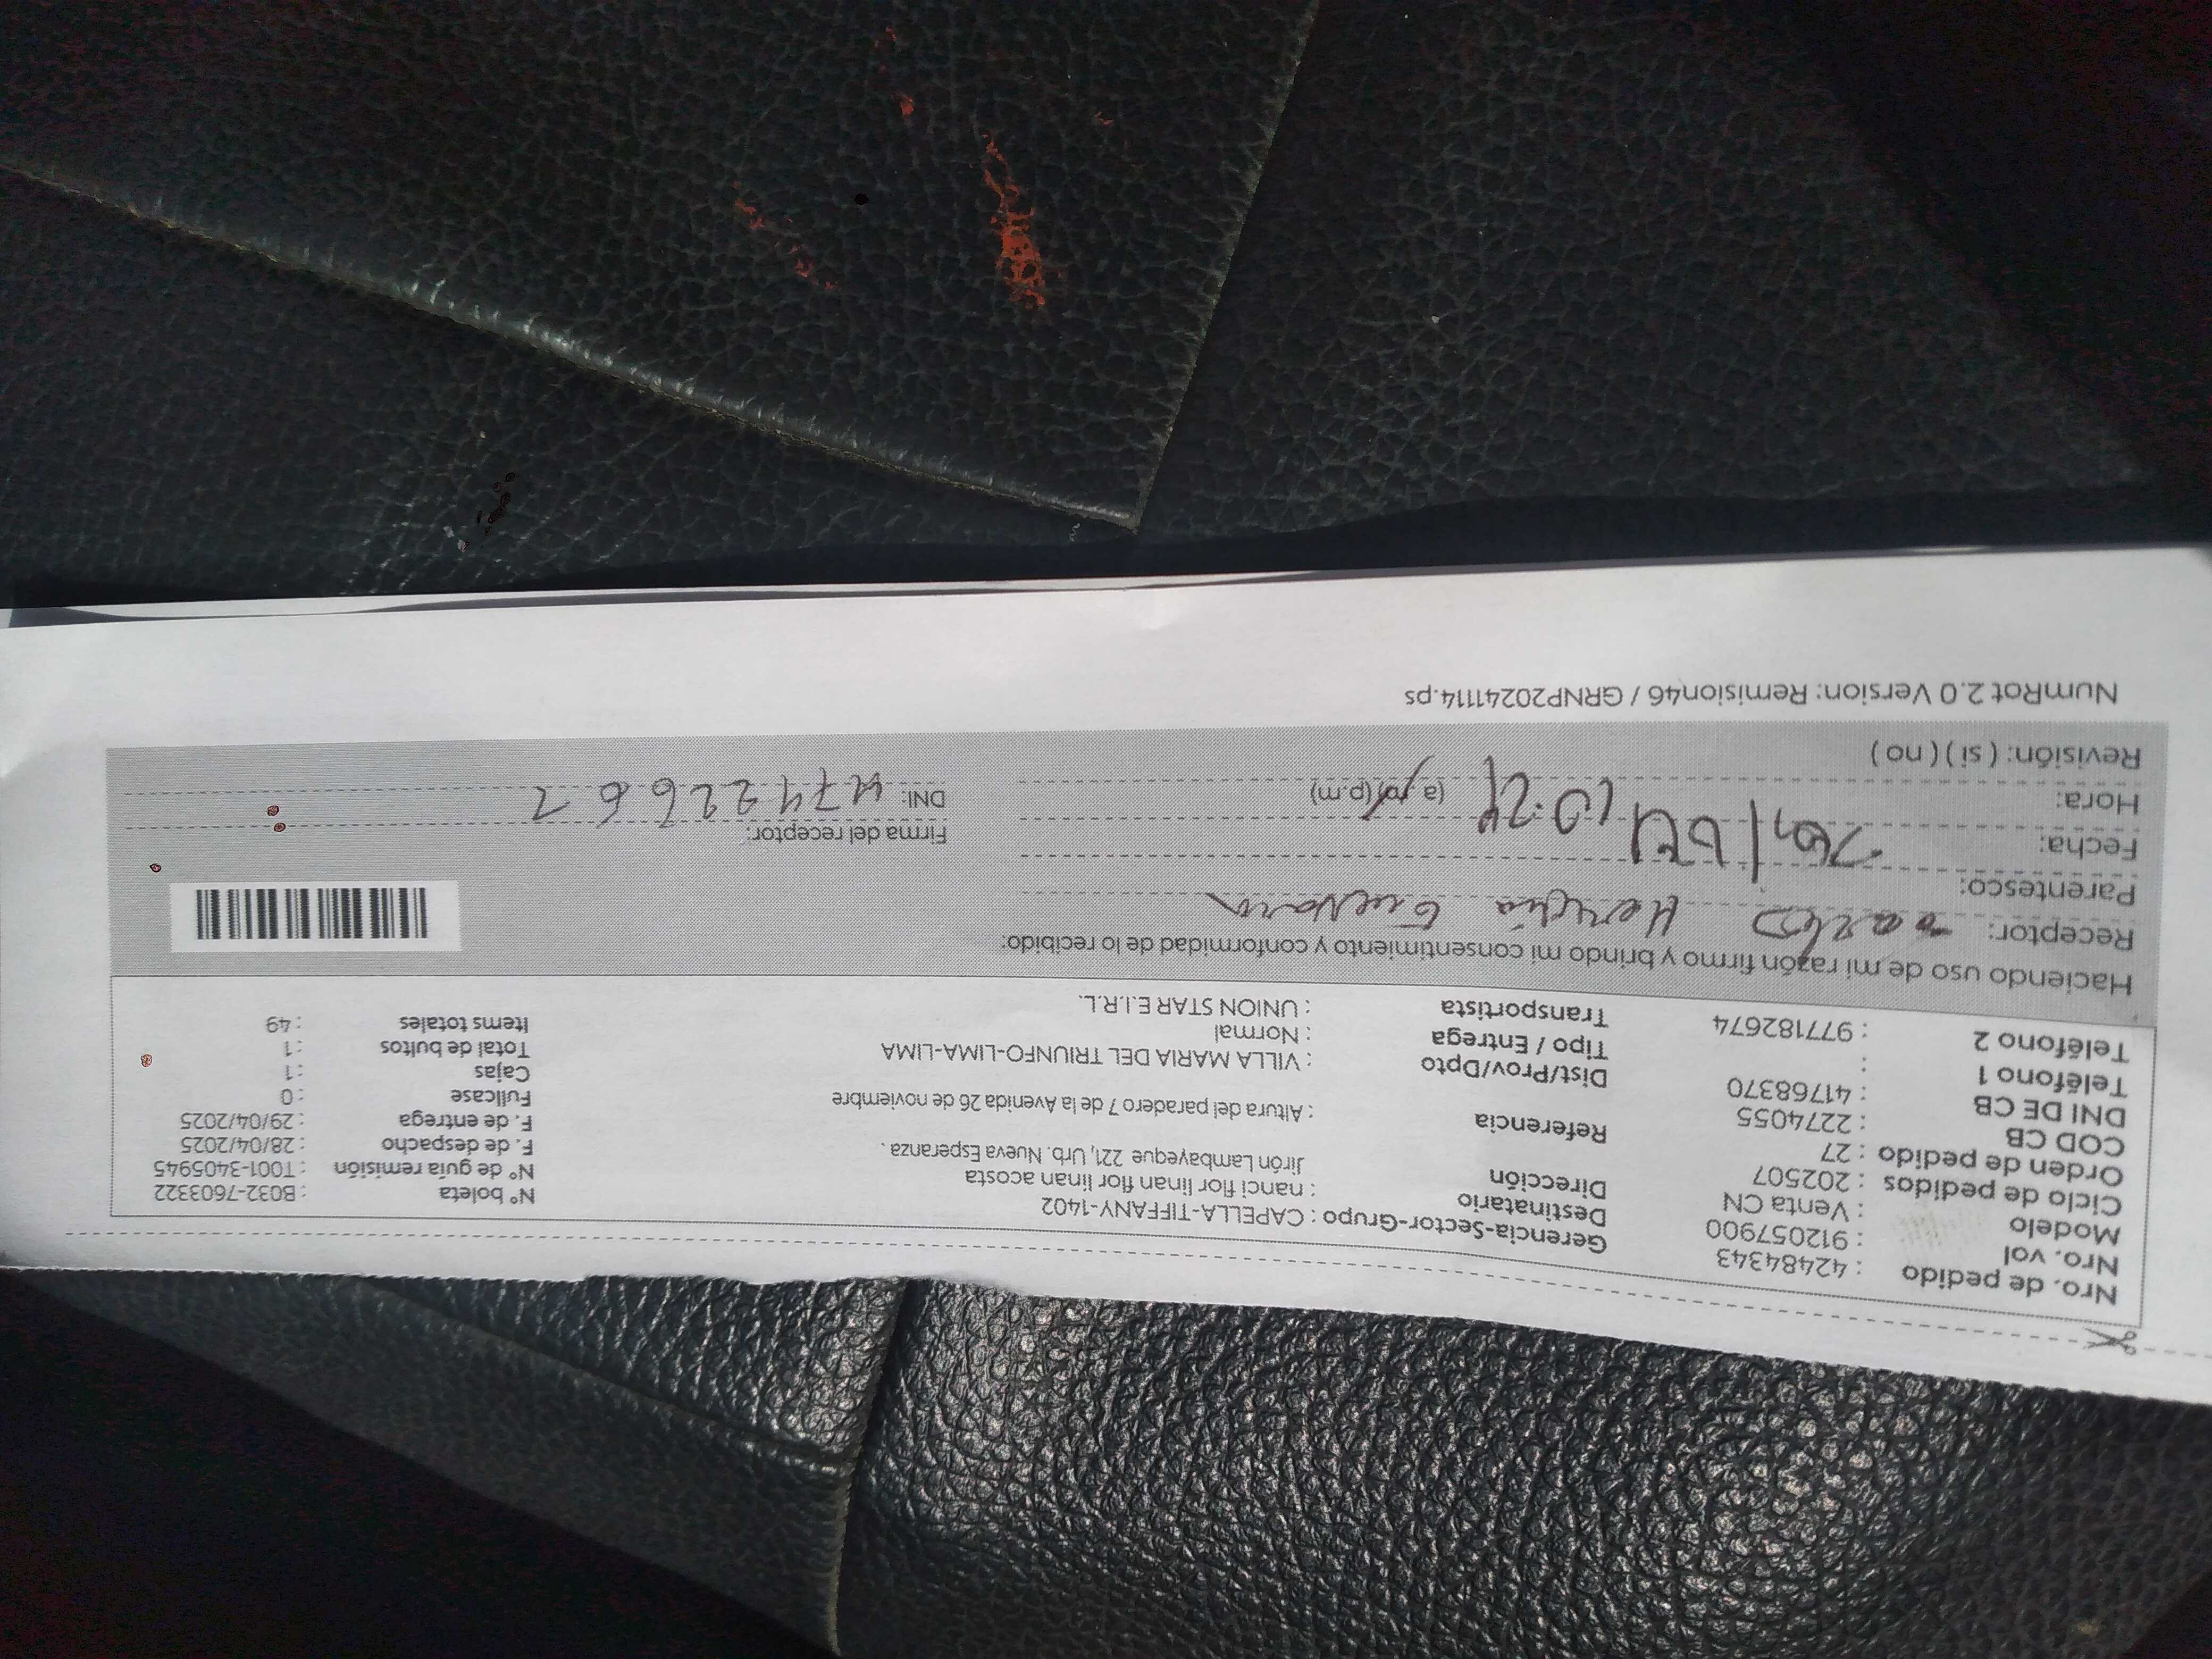 Nro. de pedido : 42484343
Nro. vol : 912057900
Modelo : Venta CN
Ciclo de pedidos : 202507
Orden de pedido : 27
COD CB : 2274055
DNI DE CB : 41768370
Teléfono 1 :
Teléfono 2 : 977182674
Gerencia-Sector-Grupo : CAPELLA-TIFFANY-1402
Destinatario : nanci flor linan flor linan acosta
Dirección Jirón Lambayeque 221, Urb. Nueva Esperanza .
Referencia : Altura del paradero 7 de la Avenida 26 de noviembre
Dist/Prov/Dpto : VILLA MARIA DEL TRIUNFO-LIMA-LIMA
Tipo / Entrega : Normal
Transportista : UNION STAR E.I.R.L.
N° boleta : B032-7603322
N° de guía remisión : T001-3405945
F. de despacho : 28/04/2025
F. de entrega : 29/04/2025
Fullcase : 0
Cajas : 1
Total de bultos : 1
Items totales : 49
Haciendo uso de mi razón firmo y brindo mi consentimiento y conformidad de lo recibido:
Receptor: Heredia Guevara
Parentesco:
Fecha:
Hora: (a.m)(p.m)
Revisión: ( si ) ( no )
Firma del receptor:
DNI:
NumRot 2.0 Version: Remision46 / GRNP20241114.ps